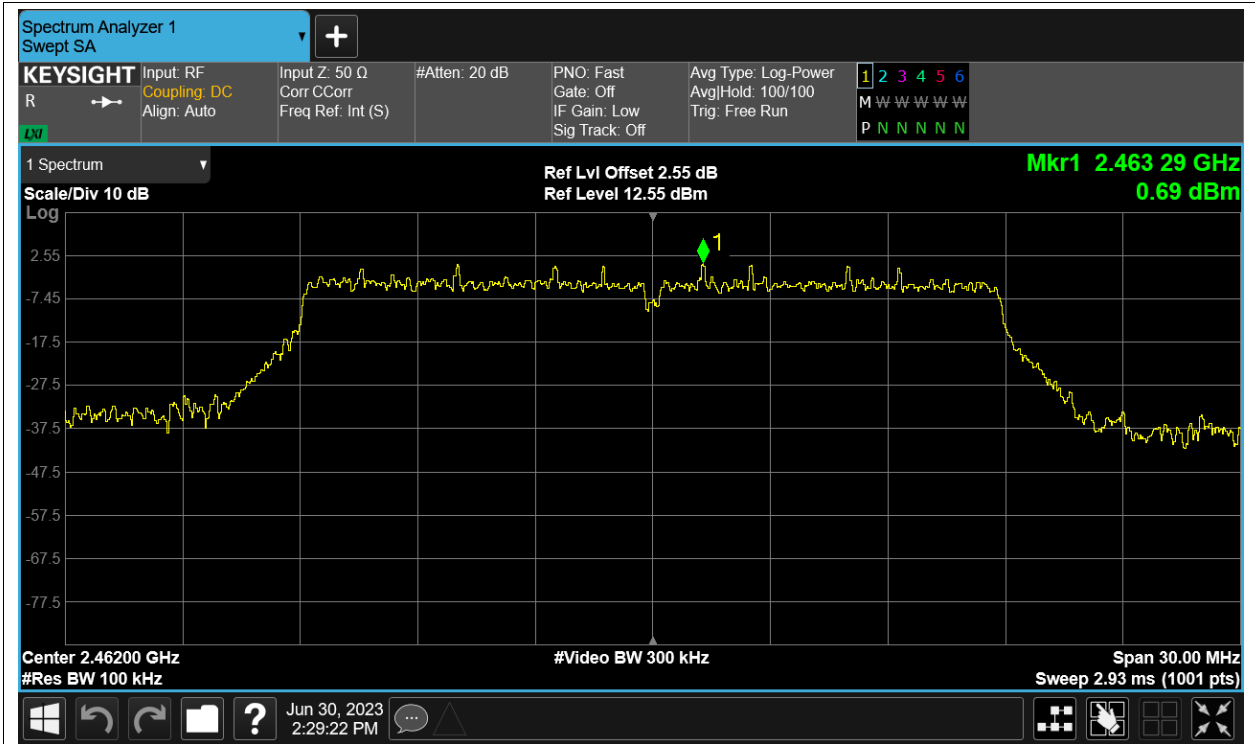 Spectrum Analyzer 1
Swept SA
KEYSIGHT
R
LXI
Input: RF
Coupling: DC
Align: Auto
Input Z: 50 Ω
Corr CCorr
Freq Ref: Int (S)
#Atten: 20 dB
PNO: Fast
Gate: Off
IF Gain: Low
Sig Track: Off
Avg Type: Log-Power
Avg|Hold: 100/100
Trig: Free Run
1 2 3 4 5 6
M W W W W W
P N N N N N
1 Spectrum
Scale/Div 10 dB
Log
Ref Lvl Offset 2.55 dB
Ref Level 12.55 dBm
Mkr1 2.463 29 GHz
0.69 dBm
1
2.55
-7.45
-17.5
-27.5
-37.5
-47.5
-57.5
-67.5
-77.5
Center 2.46200 GHz
#Res BW 100 kHz
#Video BW 300 kHz
Span 30.00 MHz
Sweep 2.93 ms (1001 pts)
?
Jun 30, 2023
2:29:22 PM